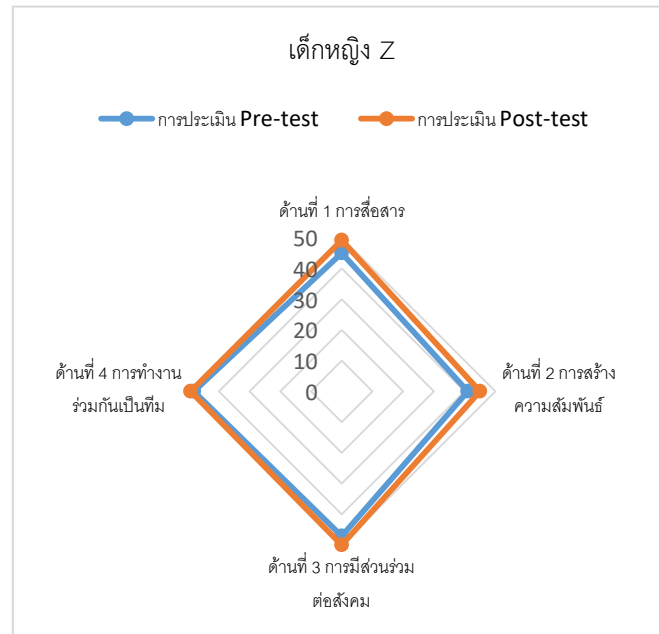 เด็กหญิง Z
การประเมิน Pre-test
การประเมิน Post-test
ด้านที่ 1 การสื่อสาร
50
40
30
20
10
0
ด้านที่ 2 การสร้าง
ความสัมพันธ์
ด้านที่ 3 การมีส่วนร่วม
ต่อสังคม
ด้านที่ 4 การทำงาน
ร่วมกันเป็นทีม